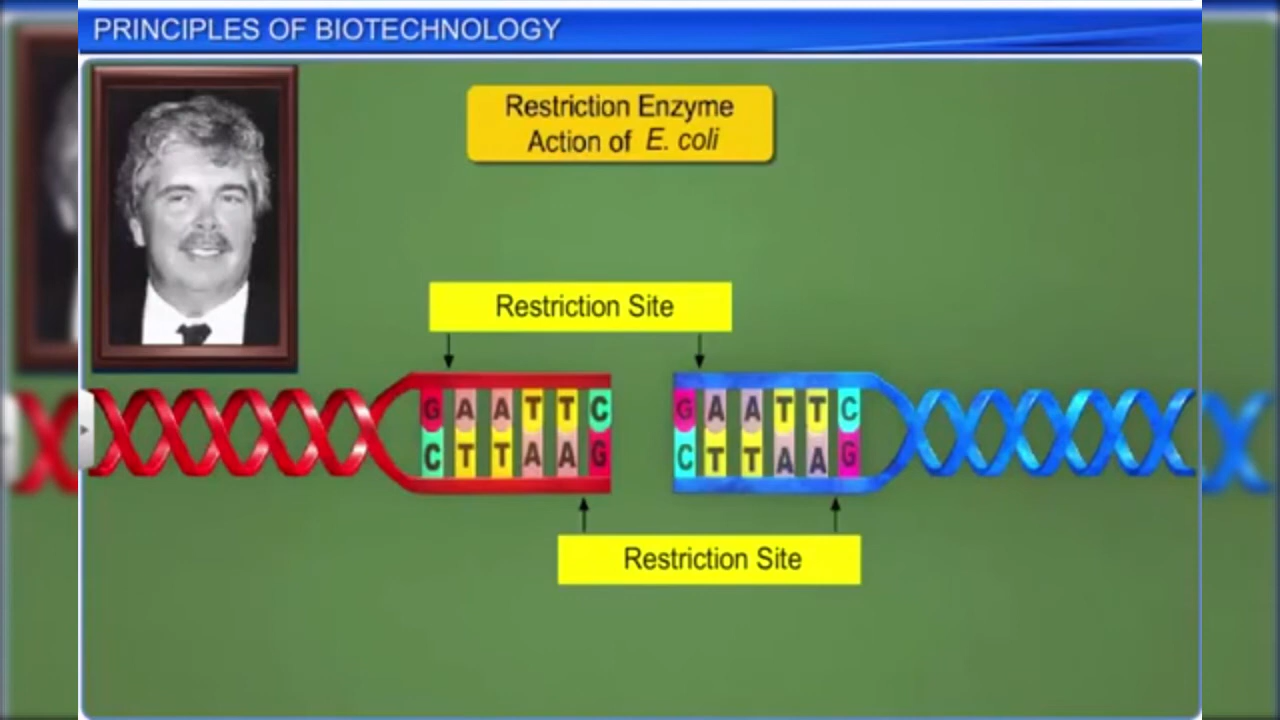 PRINCIPLES OF BIOTECHNOLOGY
Restriction Enzyme
Action of E. coli
Restriction Site
G A A T T C G A A T T C
C T T A A G C T T A A G
Restriction Site